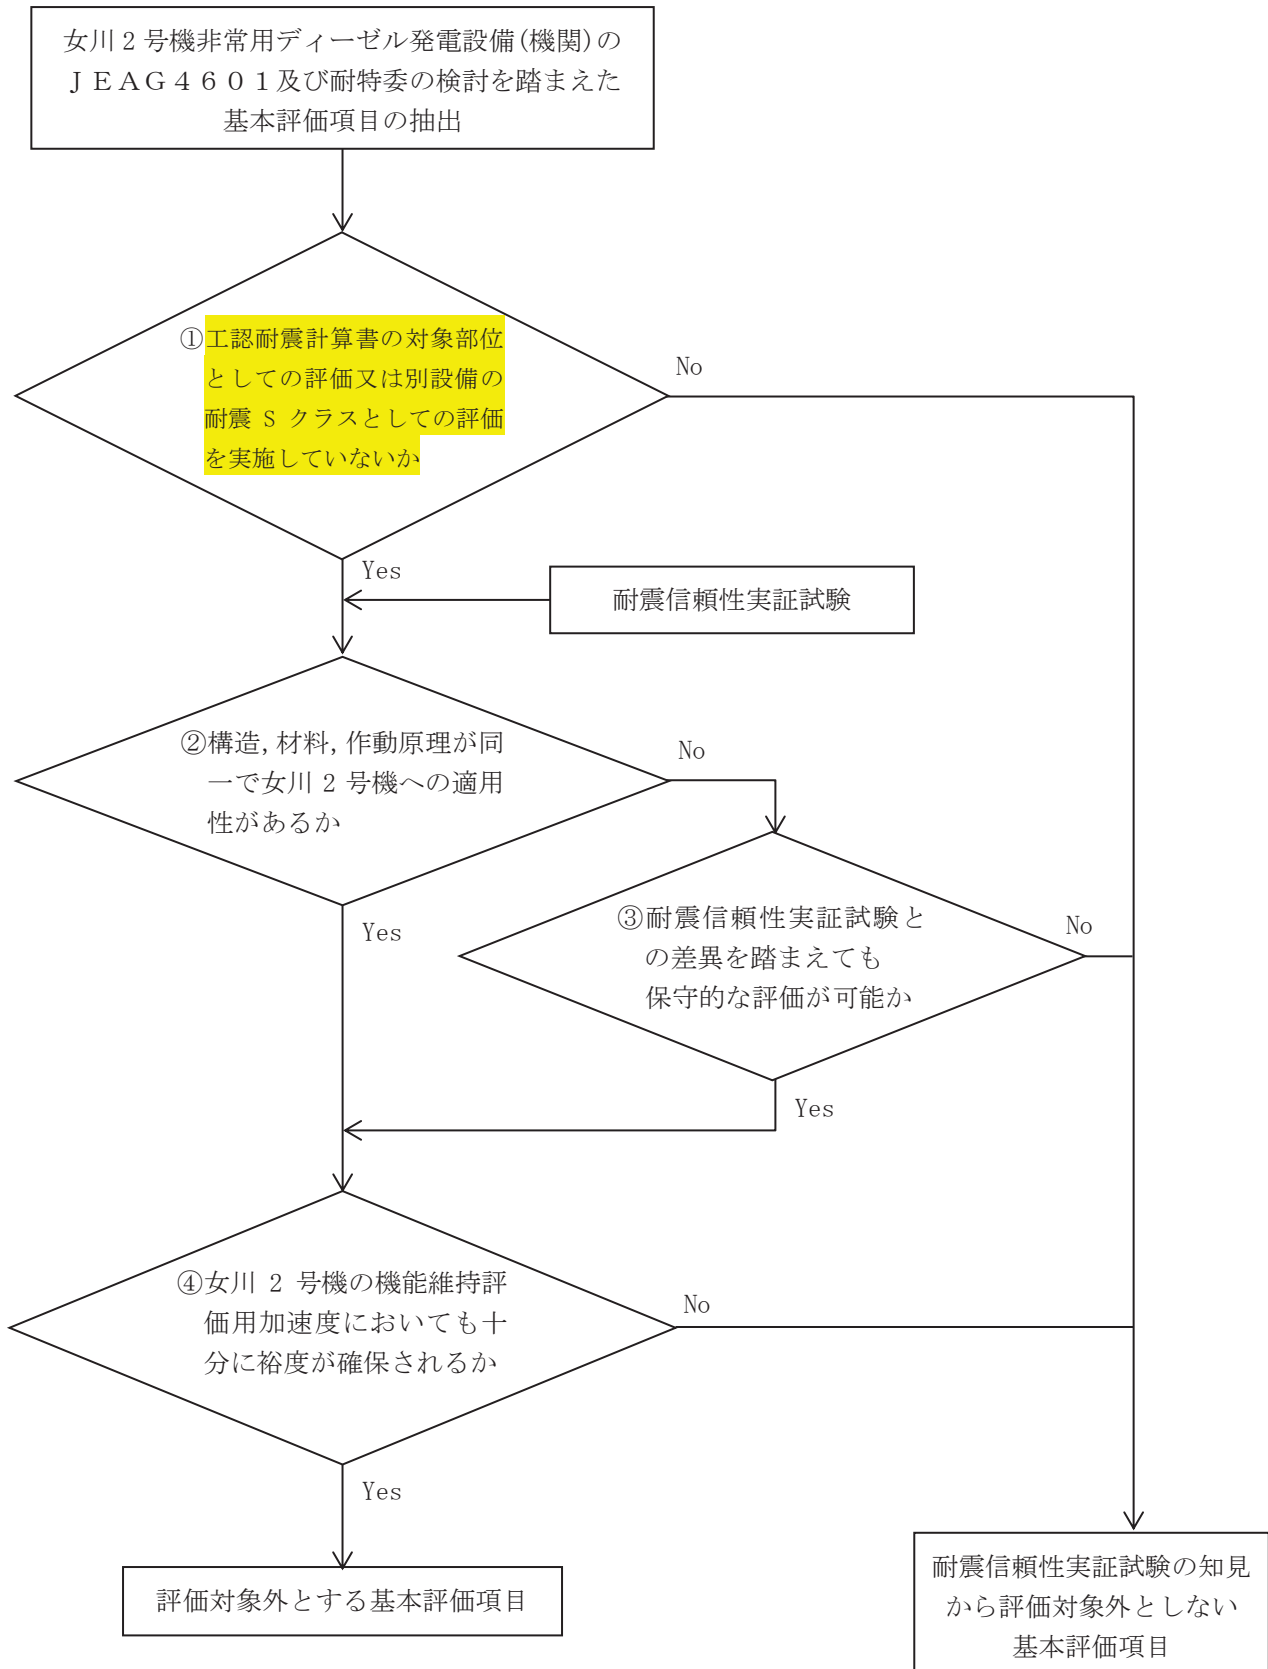 女川２号機非常用ディーゼル発電設備(機関)の
ＪＥＡＧ４６０１及び耐特委の検討を踏まえた
基本評価項目の抽出
①工認耐震計算書の対象部位
としての評価又は別設備の
耐震 S クラスとしての評価
を実施していないか
No
Yes
耐震信頼性実証試験
②構造,材料,作動原理が同
一で女川 2 号機への適用
性があるか
No
Yes
③耐震信頼性実証試験と
の差異を踏まえても
保守的な評価が可能か
No
Yes
④女川 2 号機の機能維持評
価用加速度においても十
分に裕度が確保されるか
No
Yes
評価対象外とする基本評価項目
耐震信頼性実証試験の知見
から評価対象外としない
基本評価項目